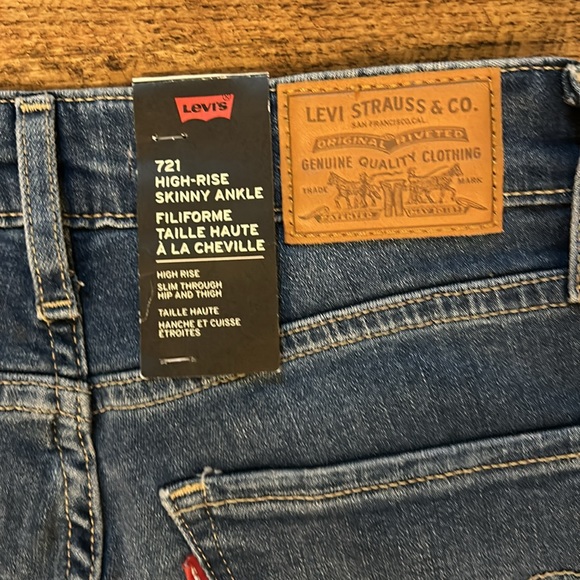 Levi's
721
HIGH-RISE
SKINNY ANKLE
FILIFORME
TAILLE HAUTE
À LA CHEVILLE
HIGH RISE
SLIM THROUGH
HIP AND THIGH
TAILLE HAUTE
HANCHE ET CUISSE
ÉTROITES
LEVI STRAUSS & CO.
SAN FRANCISCO, CAL.
ORIGINAL RIVETED
GENUINE QUALITY CLOTHING
TRADE MARK
PATENTED